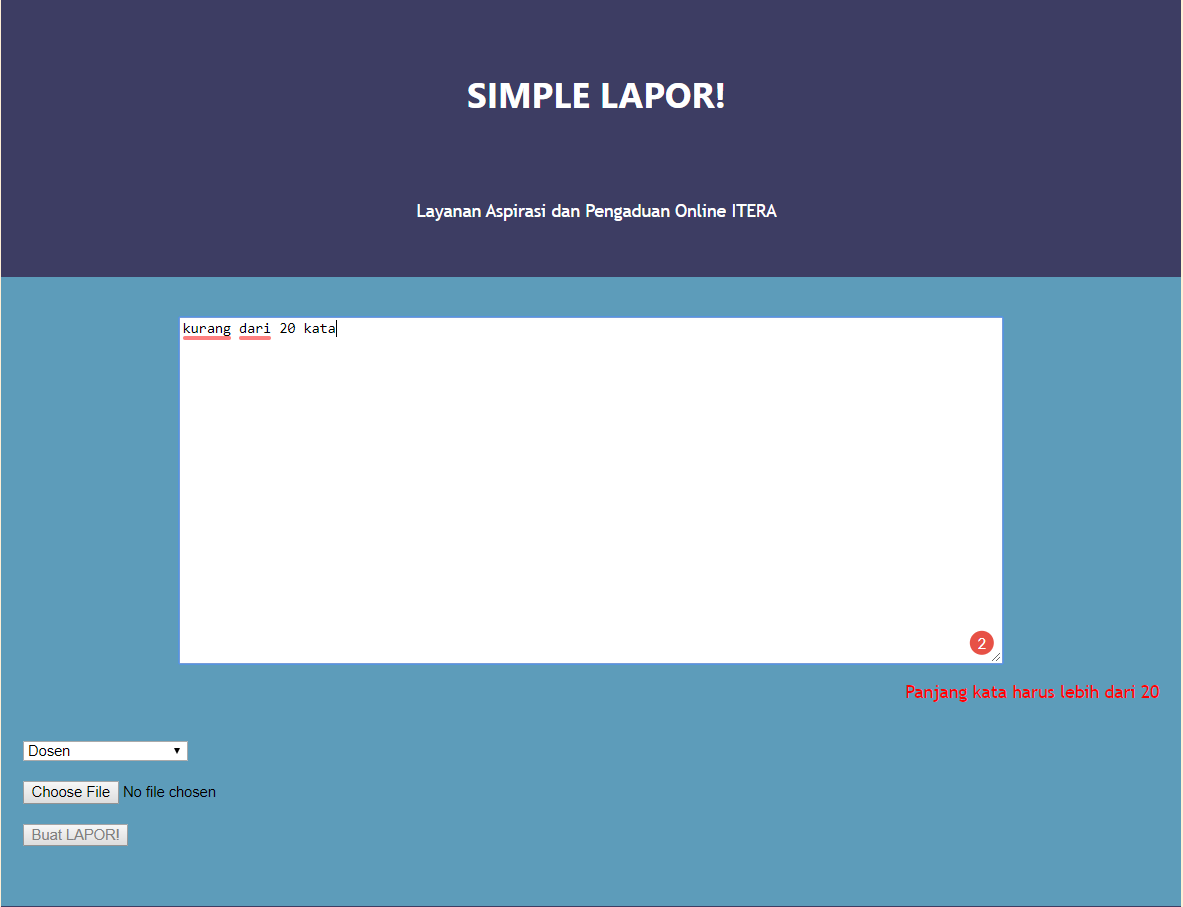 SIMPLE LAPOR!
Layanan Aspirasi dan Pengaduan Online ITERA
kurang dari 20 kata
2
Panjang kata harus lebih dari 20
Dosen
Choose File No file chosen
Buat LAPOR!